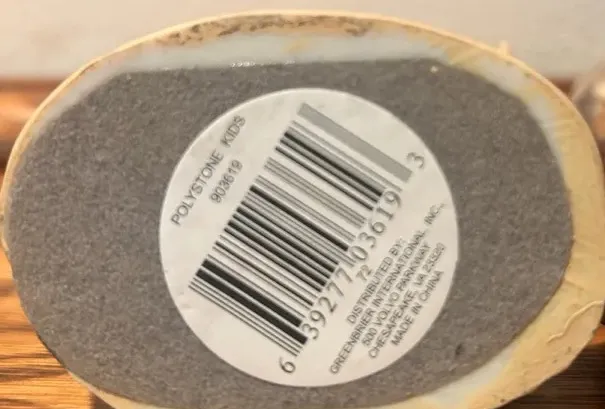 POLYSTONE KIDS
903619
6 39277 03619 3
72
DISTRIBUTED BY:
GREENBRIER INTERNATIONAL, INC.,
500 VOLVO PARKWAY
CHESAPEAKE, VA 23320
MADE IN CHINA